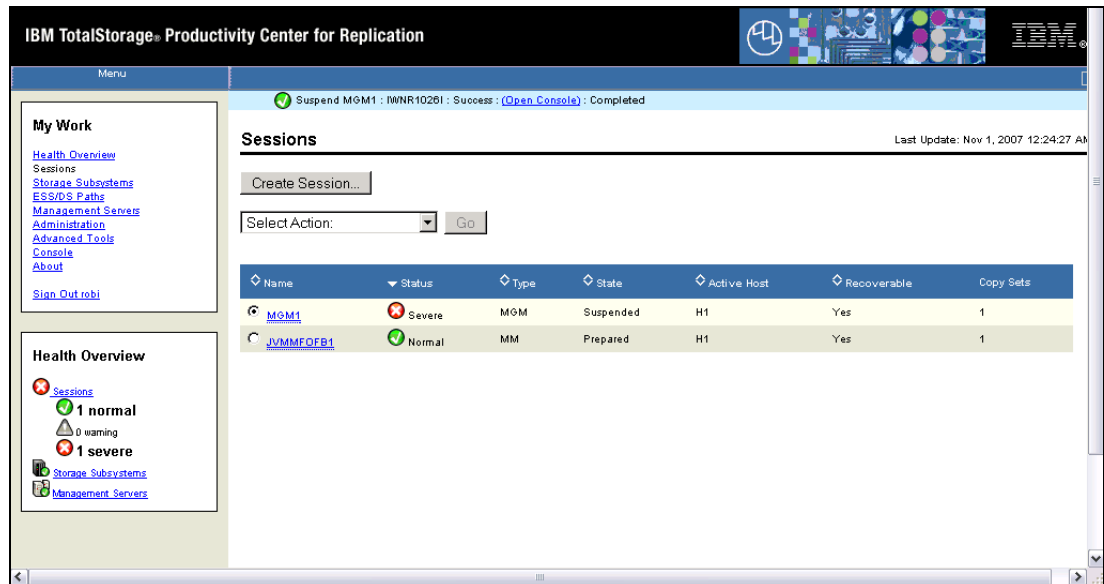 IBM TotalStorage® Productivity Center for Replication
IBM®
Menu
Suspend MGM1 : IWNR1026I : Success : (Open Console) : Completed
My Work
Health Overview
Sessions
Storage Subsystems
ESS/DS Paths
Management Servers
Administration
Advanced Tools
Console
About
Sign Out robi
Sessions
Last Update: Nov 1, 2007 12:24:27 AM
Create Session...
Select Action:
Go
Name Status Type State Active Host Recoverable Copy Sets
MGM1 Severe MGM Suspended H1 Yes 1
JVMMFOFB1 Normal MM Prepared H1 Yes 1
Health Overview
Sessions
1 normal
0 warning
1 severe
Storage Subsystems
Management Servers